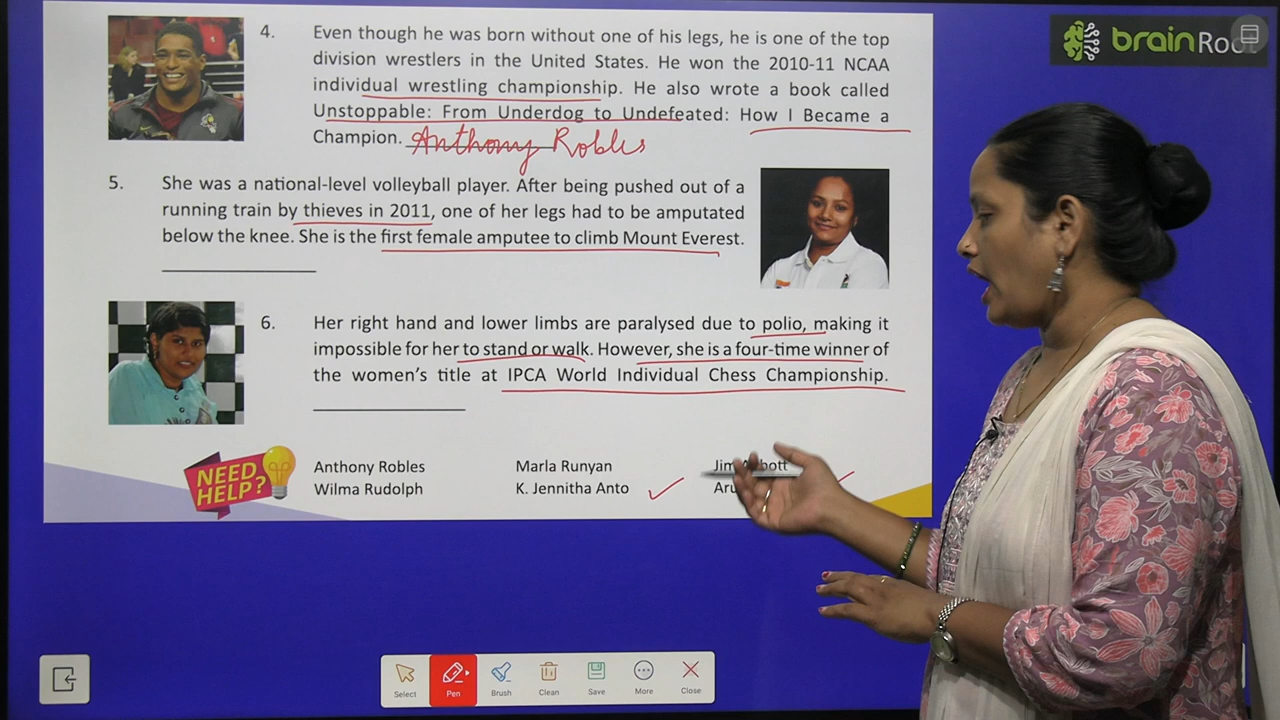 brainRoot
4. Even though he was born without one of his legs, he is one of the top
division wrestlers in the United States. He won the 2010-11 NCAA
individual wrestling championship. He also wrote a book called
Unstoppable: From Underdog to Undefeated: How I Became a
Champion. Anthony Robles
5. She was a national-level volleyball player. After being pushed out of a
running train by thieves in 2011, one of her legs had to be amputated
below the knee. She is the first female amputee to climb Mount Everest.
6. Her right hand and lower limbs are paralysed due to polio, making it
impossible for her to stand or walk. However, she is a four-time winner of
the women's title at IPCA World Individual Chess Championship.
NEED
HELP?
Anthony Robles Marla Runyan Jim Abbott
Wilma Rudolph K. Jennitha Anto
Select Pen Brush Clean Save More Close